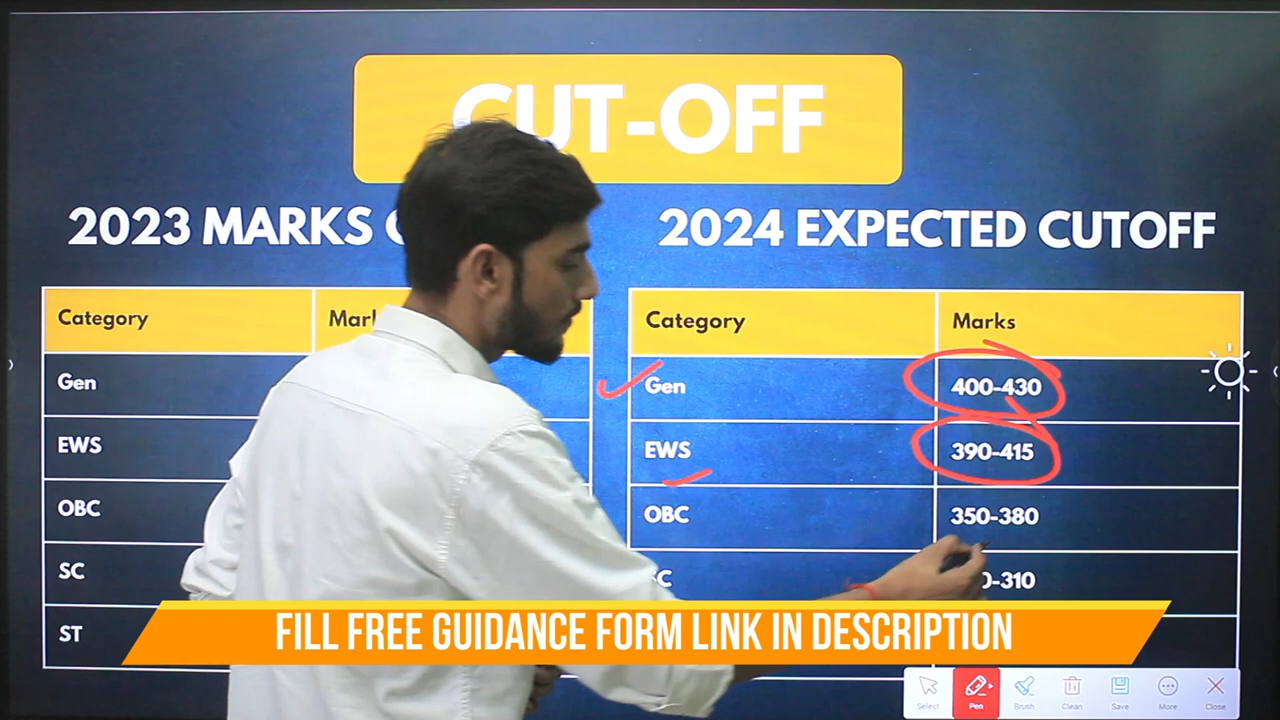 CUT-OFF
2023 MARKS
2024 EXPECTED CUTOFF
Category
Category Marks
Gen
Gen 400-430
EWS
EWS 390-415
OBC
OBC 350-380
SC
ST
FILL FREE GUIDANCE FORM LINK IN DESCRIPTION
Select Pen Brush Clean Save More Close